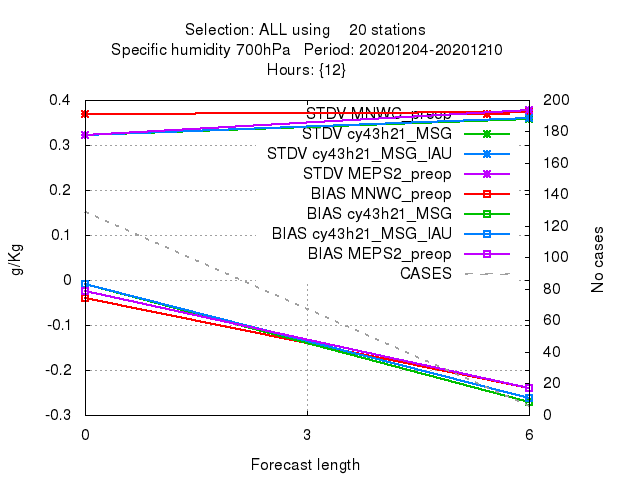 Selection: ALL using 20 stations
Specific humidity 700hPa Period: 20201204-20201210
Hours: {12}
0.4
0.3
0.2
0.1
0
-0.1
-0.2
-0.3
g/Kg
STDV MNWC_preop
STDV cy43h21_MSG
STDV cy43h21_MSG_IAU
STDV MEPS2_preop
BIAS MNWC_preop
BIAS cy43h21_MSG
BIAS cy43h21_MSG_IAU
BIAS MEPS2_preop
CASES
200
180
160
140
120
100
80
60
40
20
0
No cases
0 3 6
Forecast length